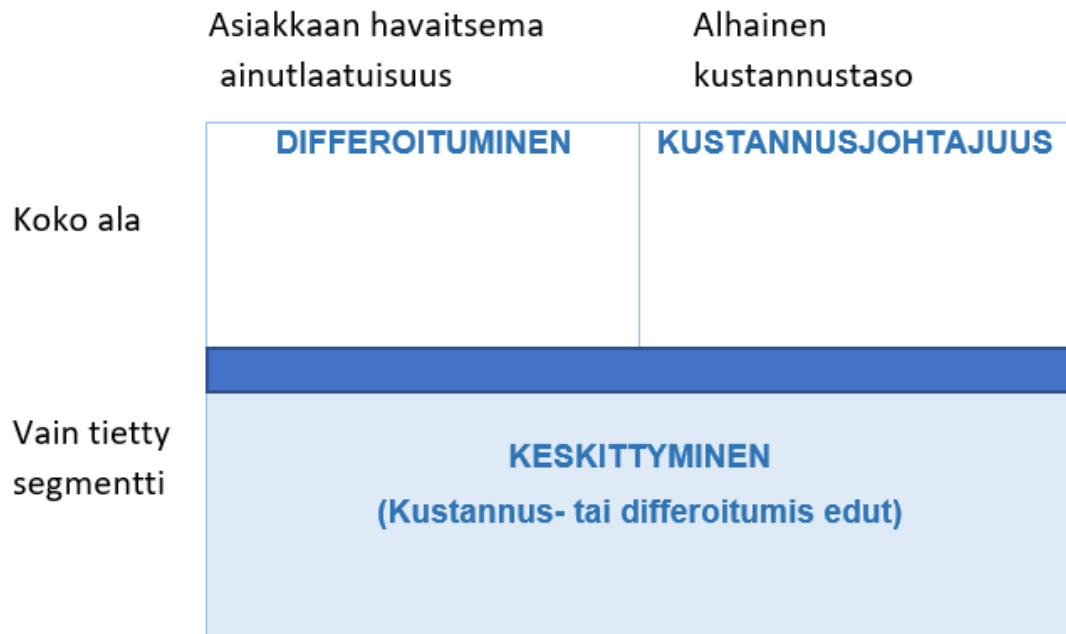 Asiakkaan havaitsema
ainutlaatuisuus
Alhainen
kustannustaso
DIFFEROITUMINEN
KUSTANNUSJOHTAJUUS
Koko ala
Vain tietty
segmentti
KESKITTYMINEN
(Kustannus- tai differoitumis edut)